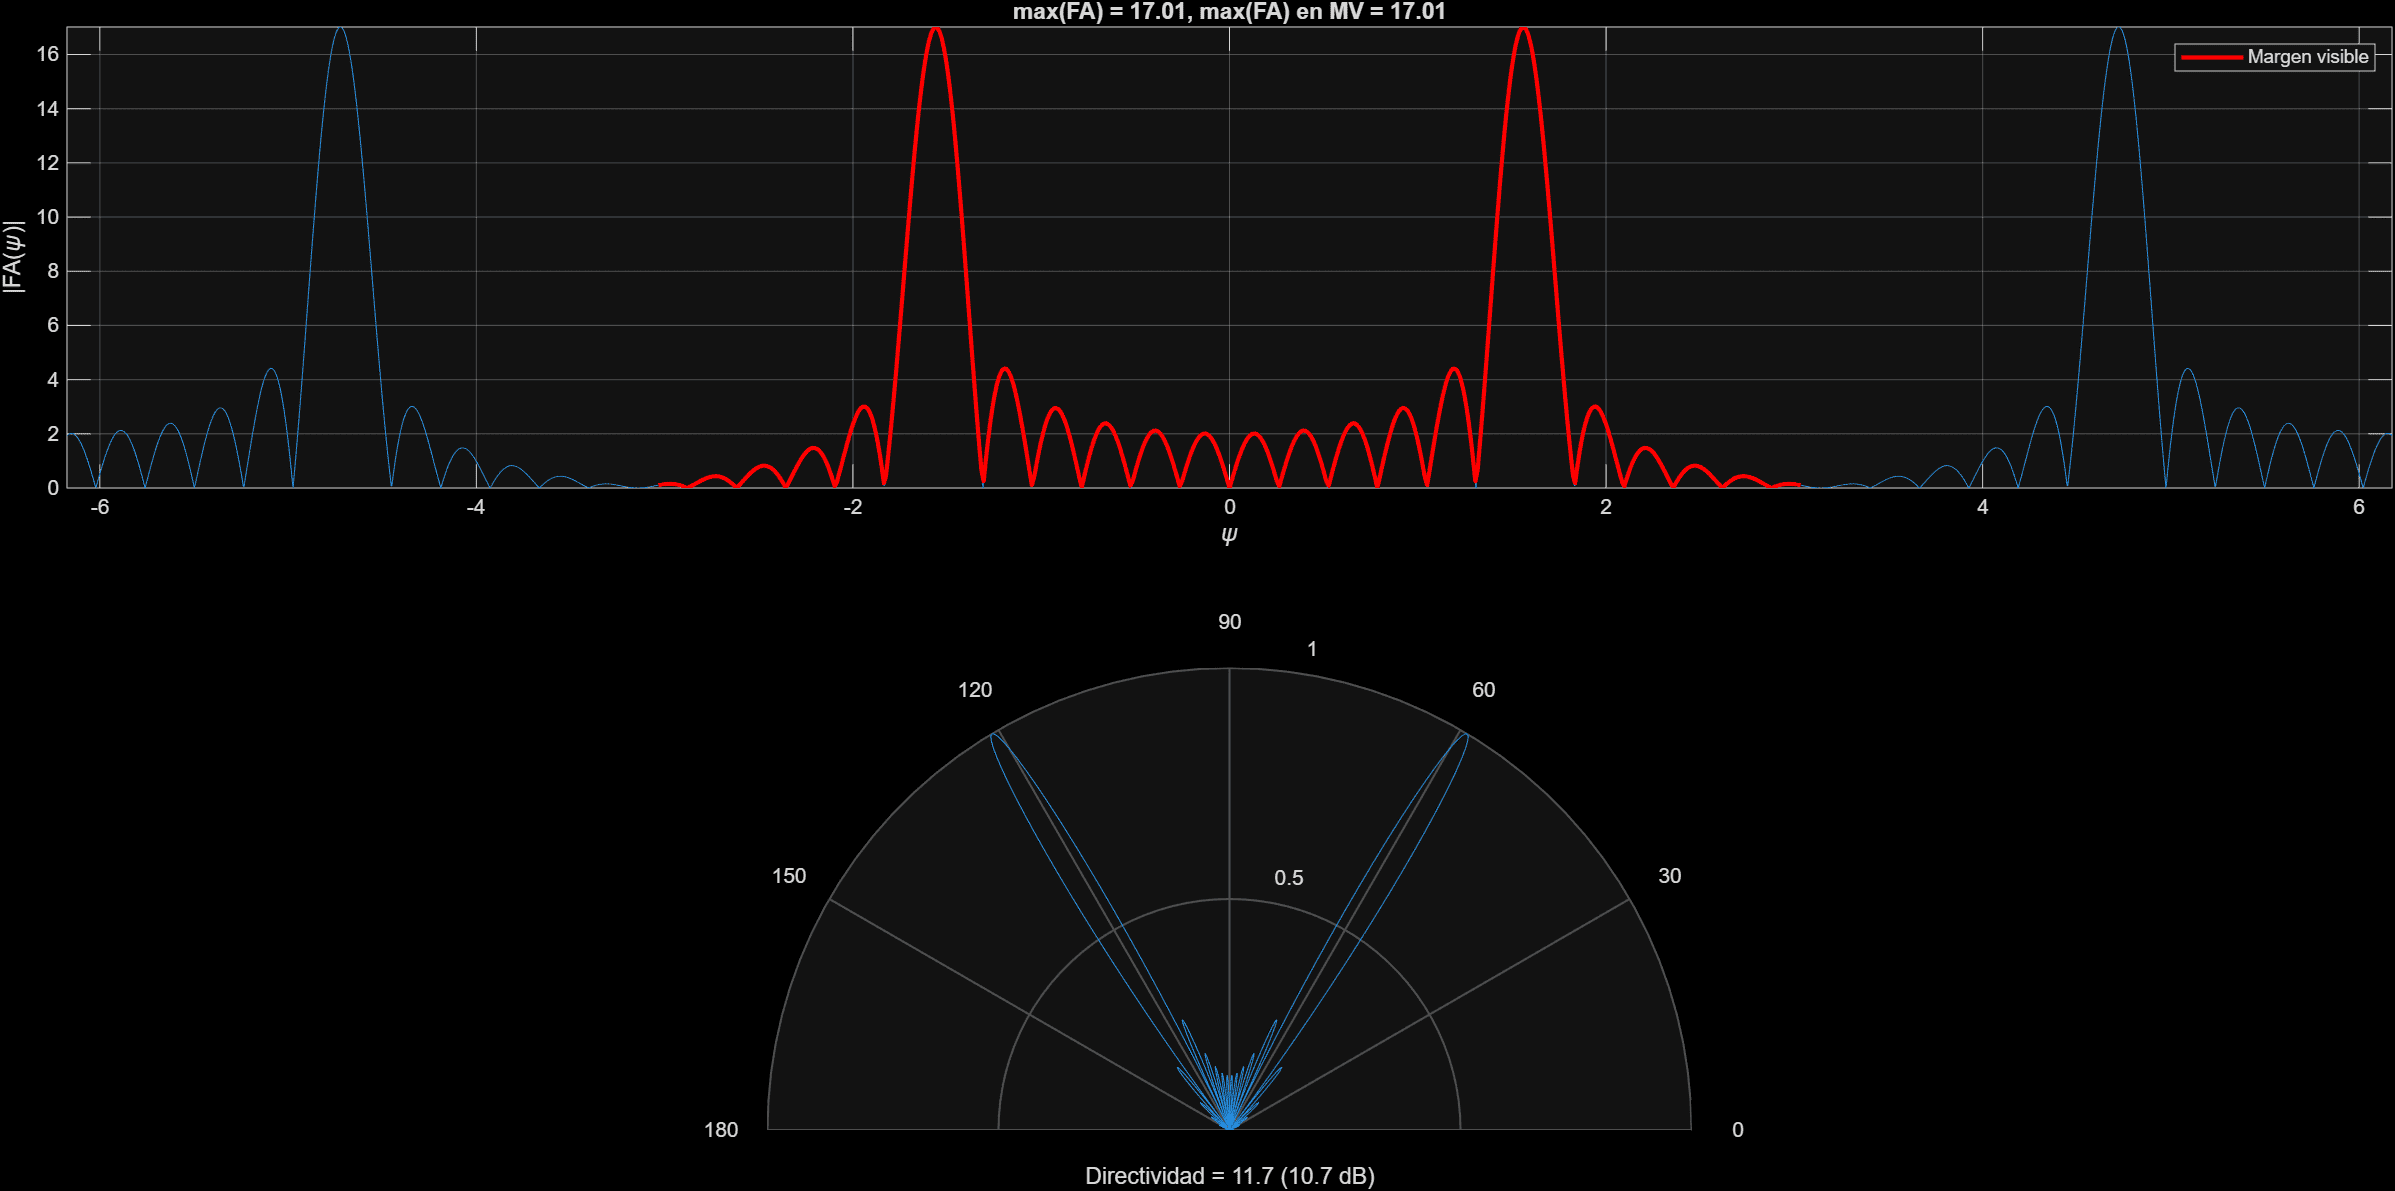 max(FA) = 17.01, max(FA) en MV = 17.01
Margen visible
|FA(ψ)|
16
14
12
10
8
6
4
2
0
-6 -4 -2 0 2 4 6
ψ
90
1
120 60
150 0.5 30
180 0
Directividad = 11.7 (10.7 dB)